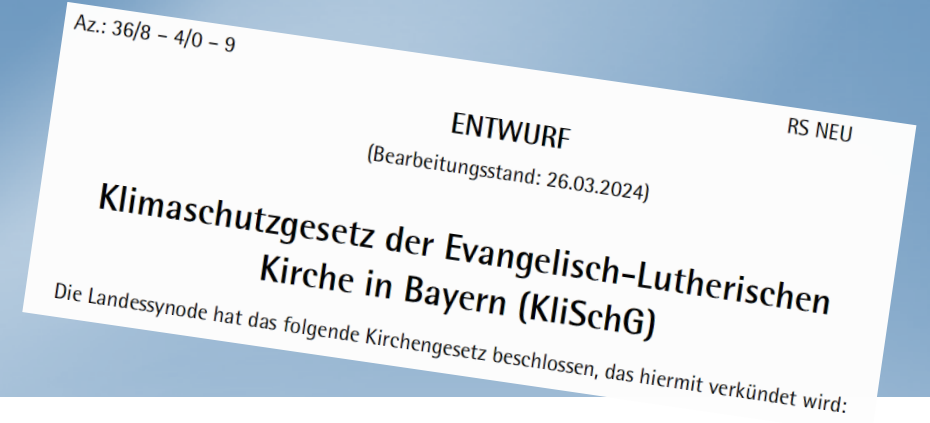 Az.: 36/8 – 4/0 – 9
RS NEU
ENTWURF
(Bearbeitungsstand: 26.03.2024)
Klimaschutzgesetz der Evangelisch-Lutherischen
Kirche in Bayern (KliSchG)
Die Landessynode hat das folgende Kirchengesetz beschlossen, das hiermit verkündet wird: